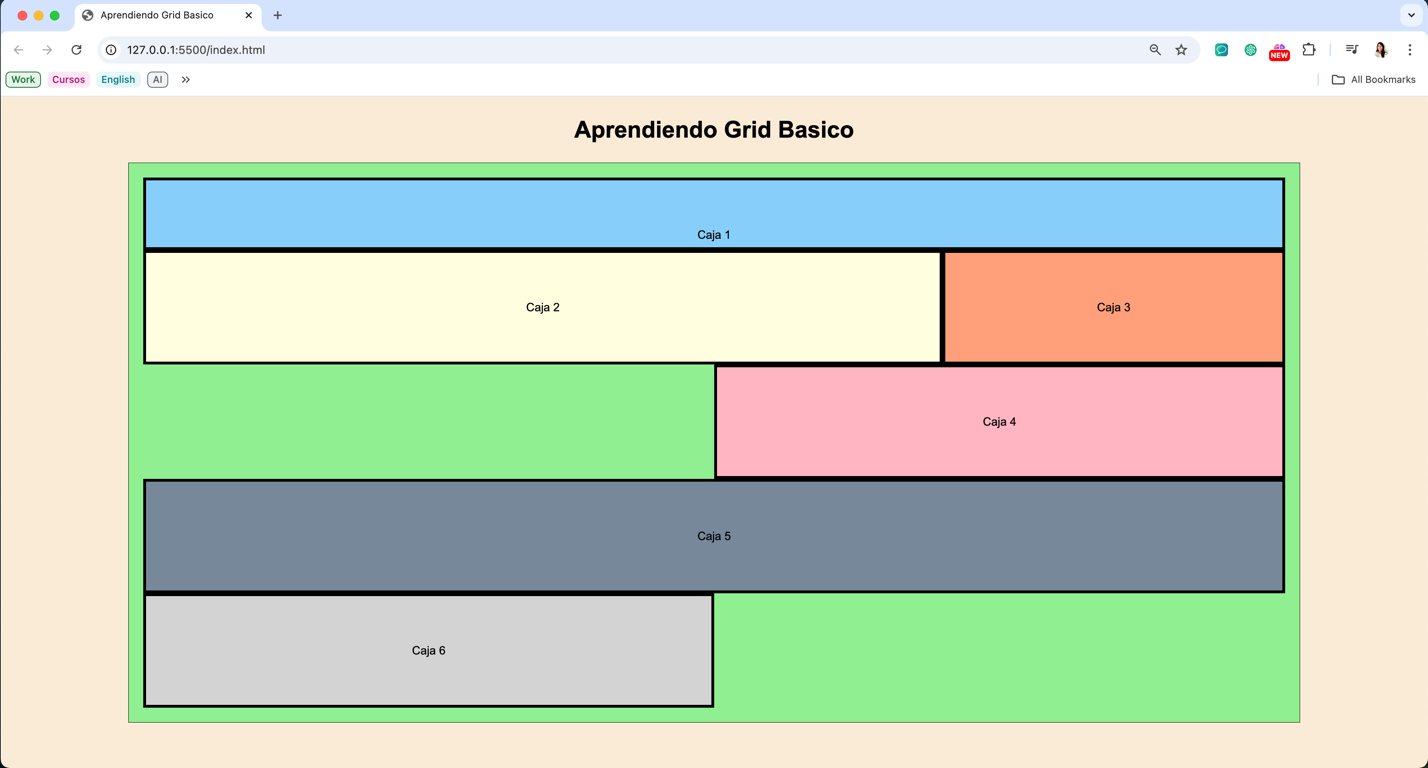 Aprendiendo Grid Basico
127.0.0.1:5500/index.html
NEW
Work
Cursos
English
AI
All Bookmarks
Aprendiendo Grid Basico
Caja 1
Caja 2
Caja 3
Caja 4
Caja 5
Caja 6